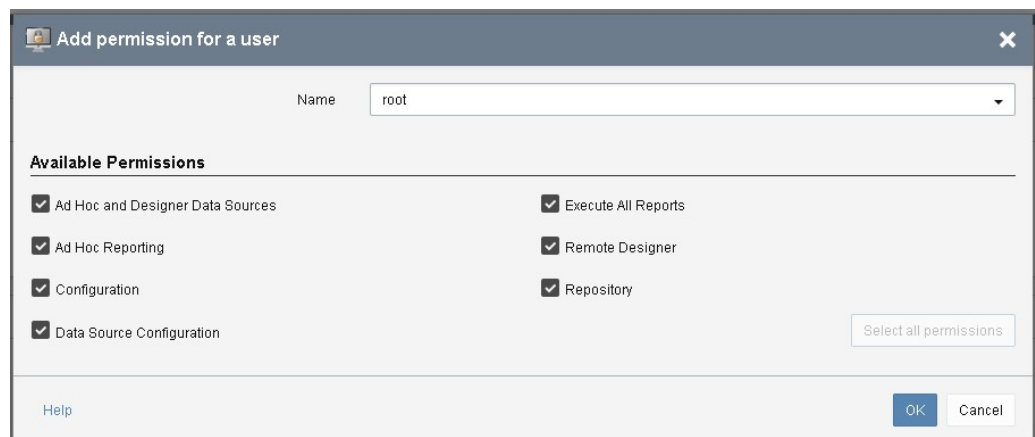 Add permission for a user
Name root
Available Permissions
Ad Hoc and Designer Data Sources
Execute All Reports
Ad Hoc Reporting
Remote Designer
Configuration
Repository
Data Source Configuration
Select all permissions
Help
OK
Cancel